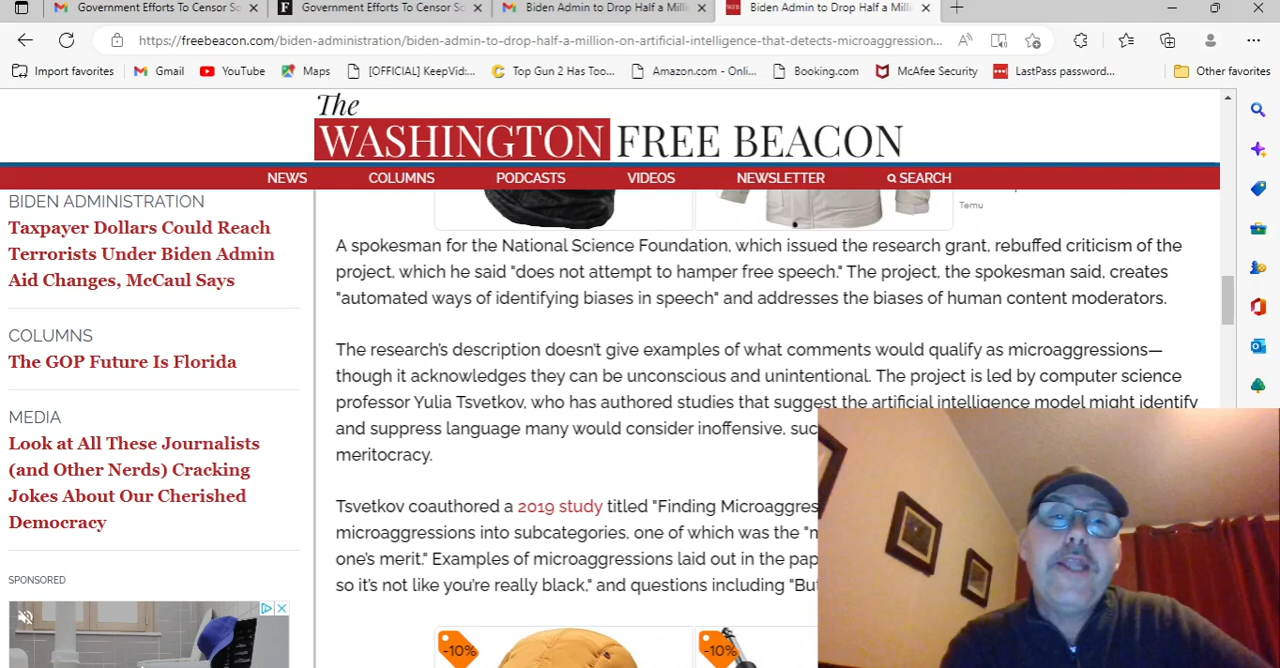 Government Efforts To Censor Sc
Government Efforts To Censor Sc
Biden Admin to Drop Half a Milli
Biden Admin to Drop Half a Milli
https://freebeacon.com/biden-administration/biden-admin-to-drop-half-a-million-on-artificial-intelligence-that-detects-microaggression...
Import favorites
Gmail
YouTube
Maps
[OFFICIAL] KeepVid:...
Top Gun 2 Has Too...
Amazon.com - Onli...
Booking.com
McAfee Security
LastPass password...
Other favorites
The
WASHINGTON FREE BEACON
NEWS
COLUMNS
PODCASTS
VIDEOS
NEWSLETTER
SEARCH
BIDEN ADMINISTRATION
Taxpayer Dollars Could Reach
Terrorists Under Biden Admin
Aid Changes, McCaul Says
COLUMNS
The GOP Future Is Florida
MEDIA
Look at All These Journalists
(and Other Nerds) Cracking
Jokes About Our Cherished
Democracy
SPONSORED
Temu
A spokesman for the National Science Foundation, which issued the research grant, rebuffed criticism of the
project, which he said "does not attempt to hamper free speech." The project, the spokesman said, creates
"automated ways of identifying biases in speech" and addresses the biases of human content moderators.
The research's description doesn't give examples of what comments would qualify as microaggressions—
though it acknowledges they can be unconscious and unintentional. The project is led by computer science
professor Yulia Tsvetkov, who has authored studies that suggest the artificial intelligence model might identify
and suppress language many would consider inoffensive, suc
meritocracy.
Tsvetkov coauthored a 2019 study titled "Finding Microaggres
microaggressions into subcategories, one of which was the "m
one's merit." Examples of microaggressions laid out in the pap
so it's not like you're really black," and questions including "Bu
-10%
-10%